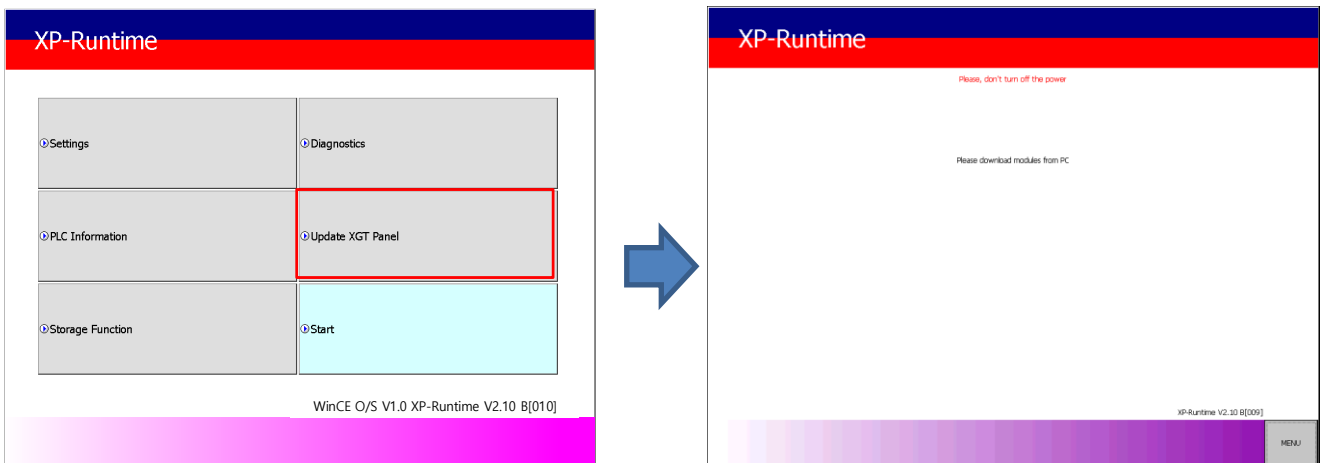 XP-Runtime
Settings
Diagnostics
PLC Information
Update XGT Panel
Storage Function
Start
WinCE O/S V1.0 XP-Runtime V2.10 B[010]
XP-Runtime
Please, don't turn off the power
Please download modules from PC
XP-Runtime V2.10 B[009]
MENU